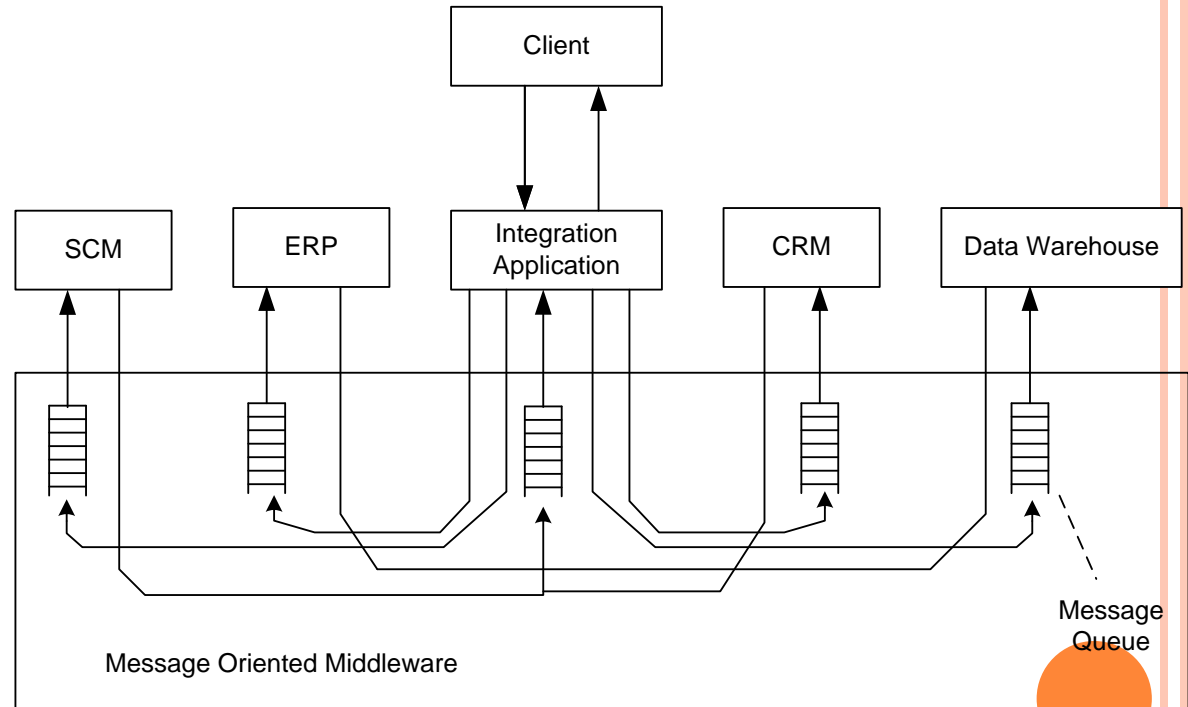 Client
SCM
ERP
Integration
Application
CRM
Data Warehouse
Message
Queue
Message Oriented Middleware